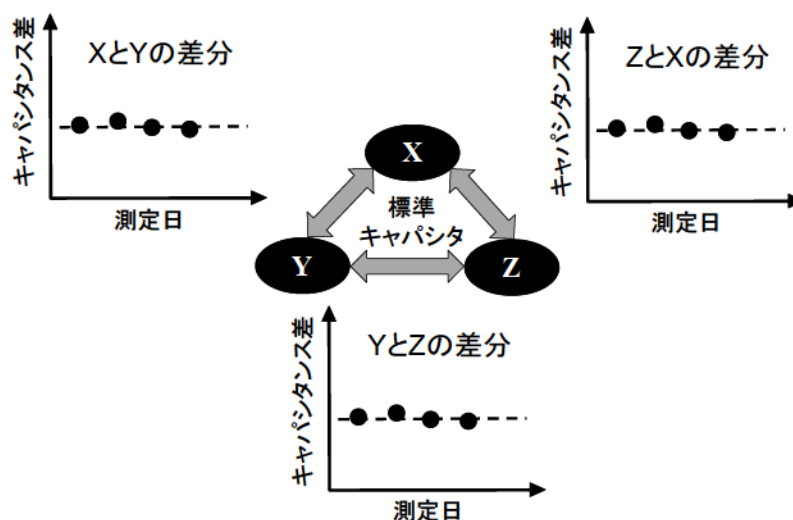 XとYの差分
キャパシタンス差
測定日
ZとXの差分
キャパシタンス差
測定日
X
標準
キャパシタ
Y
Z
YとZの差分
キャパシタンス差
測定日